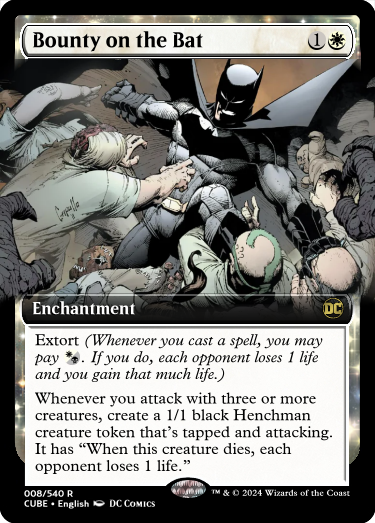 Bounty on the Bat 1
Enchantment DC
Extort (Whenever you cast a spell, you may
pay . If you do, each opponent loses 1 life
and you gain that much life.)
Whenever you attack with three or more
creatures, create a 1/1 black Henchman
creature token that's tapped and attacking.
It has “When this creature dies, each
opponent loses 1 life.”
008/540 R
CUBE • English DC COMICS
™ & © 2024 Wizards of the Coast